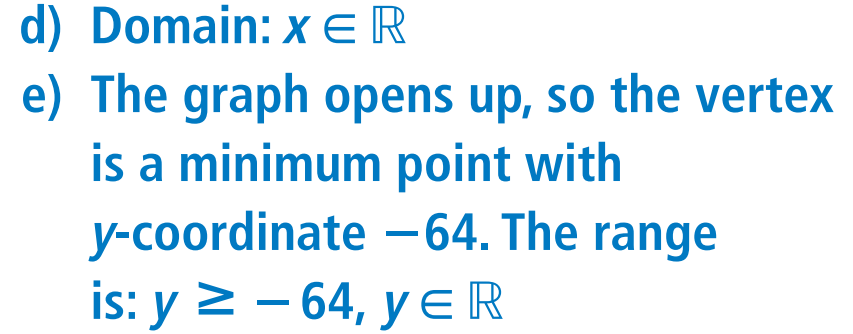 d) Domain: x ∈ ℝ
e) The graph opens up, so the vertex
is a minimum point with
y-coordinate −64. The range
is: y ≥ −64, y ∈ ℝ